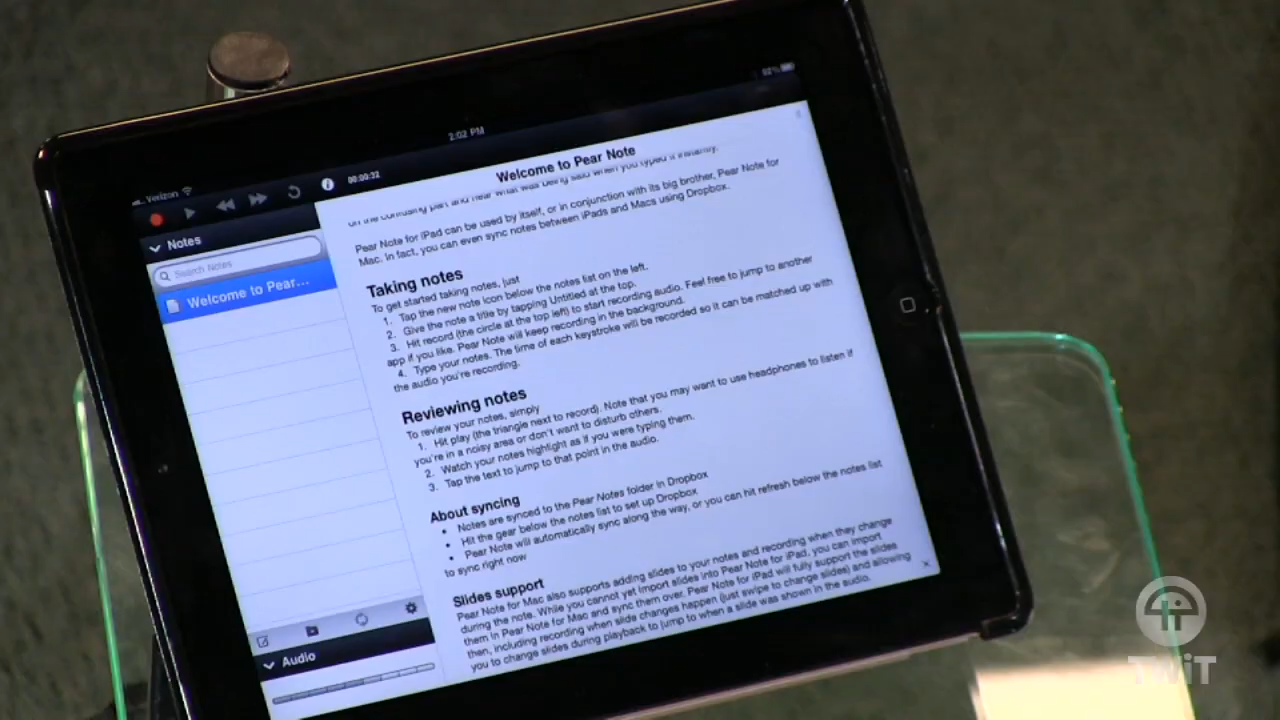 Verizon
2:02 PM
92%
00:00:32
Welcome to Pear Note
Notes
Search Notes
Welcome to Pear...
on the confusing part and hear what was being said when you typed it instantly.
Pear Note for iPad can be used by itself, or in conjunction with its big brother, Pear Note for
Mac. In fact, you can even sync notes between iPads and Macs using Dropbox.
Taking notes
To get started taking notes, just
1. Tap the new note icon below the notes list on the left.
2. Give the note a title by tapping Untitled at the top.
3. Hit record (the circle at the top left) to start recording audio. Feel free to jump to another
app if you like. Pear Note will keep recording in the background.
4. Type your notes. The time of each keystroke will be recorded so it can be matched up with
the audio you're recording.
Reviewing notes
To review your notes, simply
1. Hit play (the triangle next to record). Note that you may want to use headphones to listen if
you're in a noisy area or don't want to disturb others.
2. Watch your notes highlight as if you were typing them.
3. Tap the text to jump to that point in the audio.
About syncing
• Notes are synced to the Pear Notes folder in Dropbox
• Hit the gear below the notes list to set up Dropbox
• Pear Note will automatically sync along the way, or you can hit refresh below the notes list
to sync right now
Slides support
Pear Note for Mac also supports adding slides to your notes and recording when they change
during the note. While you cannot yet import slides into Pear Note for iPad, you can import
them in Pear Note for Mac and sync them over. Pear Note for iPad will fully support the slides
then, including recording when slide changes happen (just swipe to change slides) and allowing
you to change slides during playback to jump to when a slide was shown in the audio.
Audio
TWiT